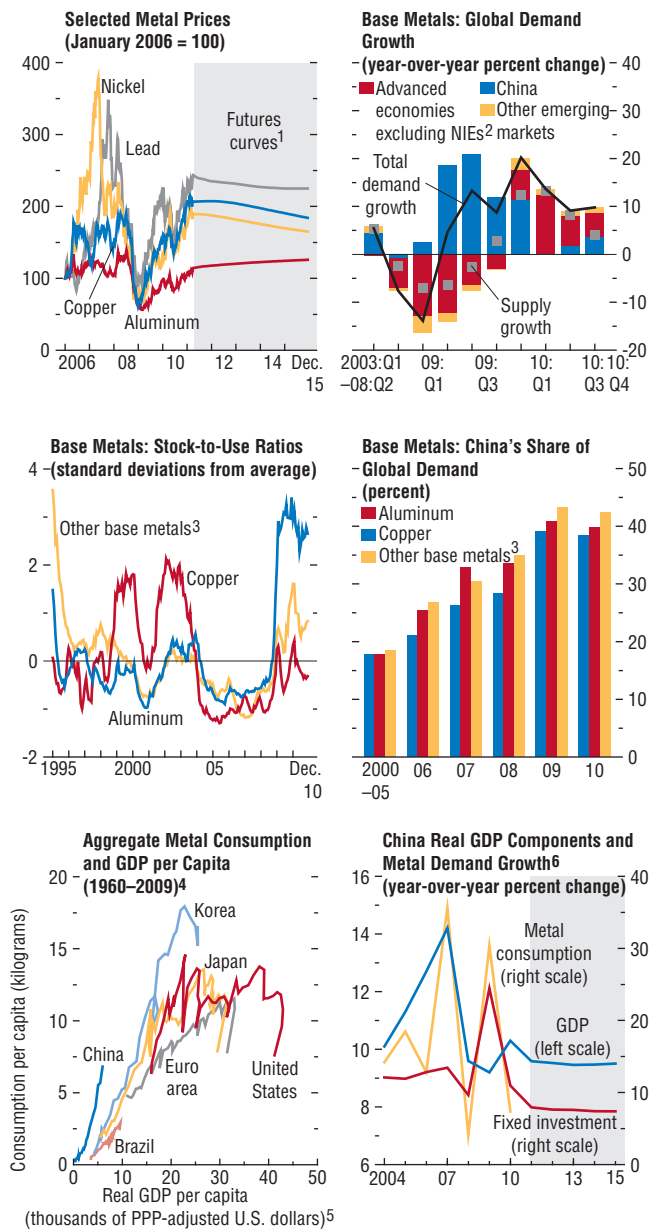 Selected Metal Prices
(January 2006 = 100)
400
300
200
100
0
Nickel
Lead
Futures
curves1
Copper
Aluminum
2006 08 10 12 14 Dec.
15
Base Metals: Global Demand
Growth
(year-over-year percent change)
Advanced
economies
excluding NIEs2
China
Other emerging
markets
Total
demand
growth
Supply
growth
40
30
20
10
0
-10
-20
2003:Q1
–08:Q2
09:
Q1
09:
Q3
10:
Q1
10:
Q3
10:
Q4
Base Metals: Stock-to-Use Ratios
(standard deviations from average)
4
2
0
-2
Other base metals3
Copper
Aluminum
1995 2000 05 Dec.
10
Base Metals: China's Share of
Global Demand
(percent)
Aluminum
Copper
Other base metals3
50
40
30
20
10
0
2000
–05
06 07 08 09 10
Aggregate Metal Consumption
and GDP per Capita
(1960–2009)4
Consumption per capita (kilograms)
20
15
10
5
0
Korea
Japan
China
Euro
area
United
States
Brazil
0 10 20 30 40 50
Real GDP per capita
(thousands of PPP-adjusted U.S. dollars)5
China Real GDP Components and
Metal Demand Growth6
(year-over-year percent change)
16
14
12
10
8
6
Metal
consumption
(right scale)
GDP
(left scale)
Fixed investment
(right scale)
40
30
20
10
0
2004 07 10 13 15